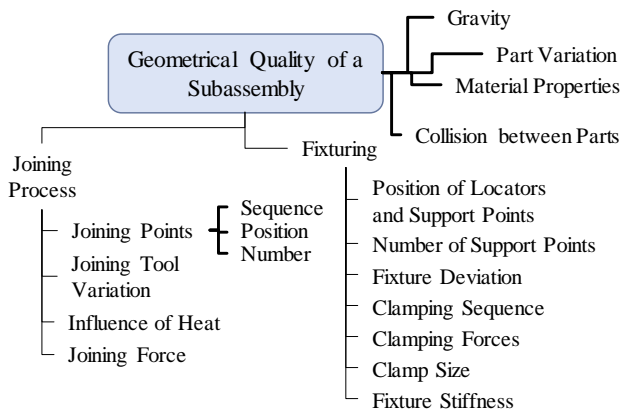 Geometrical Quality of a
Subassembly
Gravity
Part Variation
Material Properties
Collision between Parts
Joining
Process
Joining Points
Sequence
Position
Number
Joining Tool
Variation
Influence of Heat
Joining Force
Fixturing
Position of Locators
and Support Points
Number of Support Points
Fixture Deviation
Clamping Sequence
Clamping Forces
Clamp Size
Fixture Stiffness